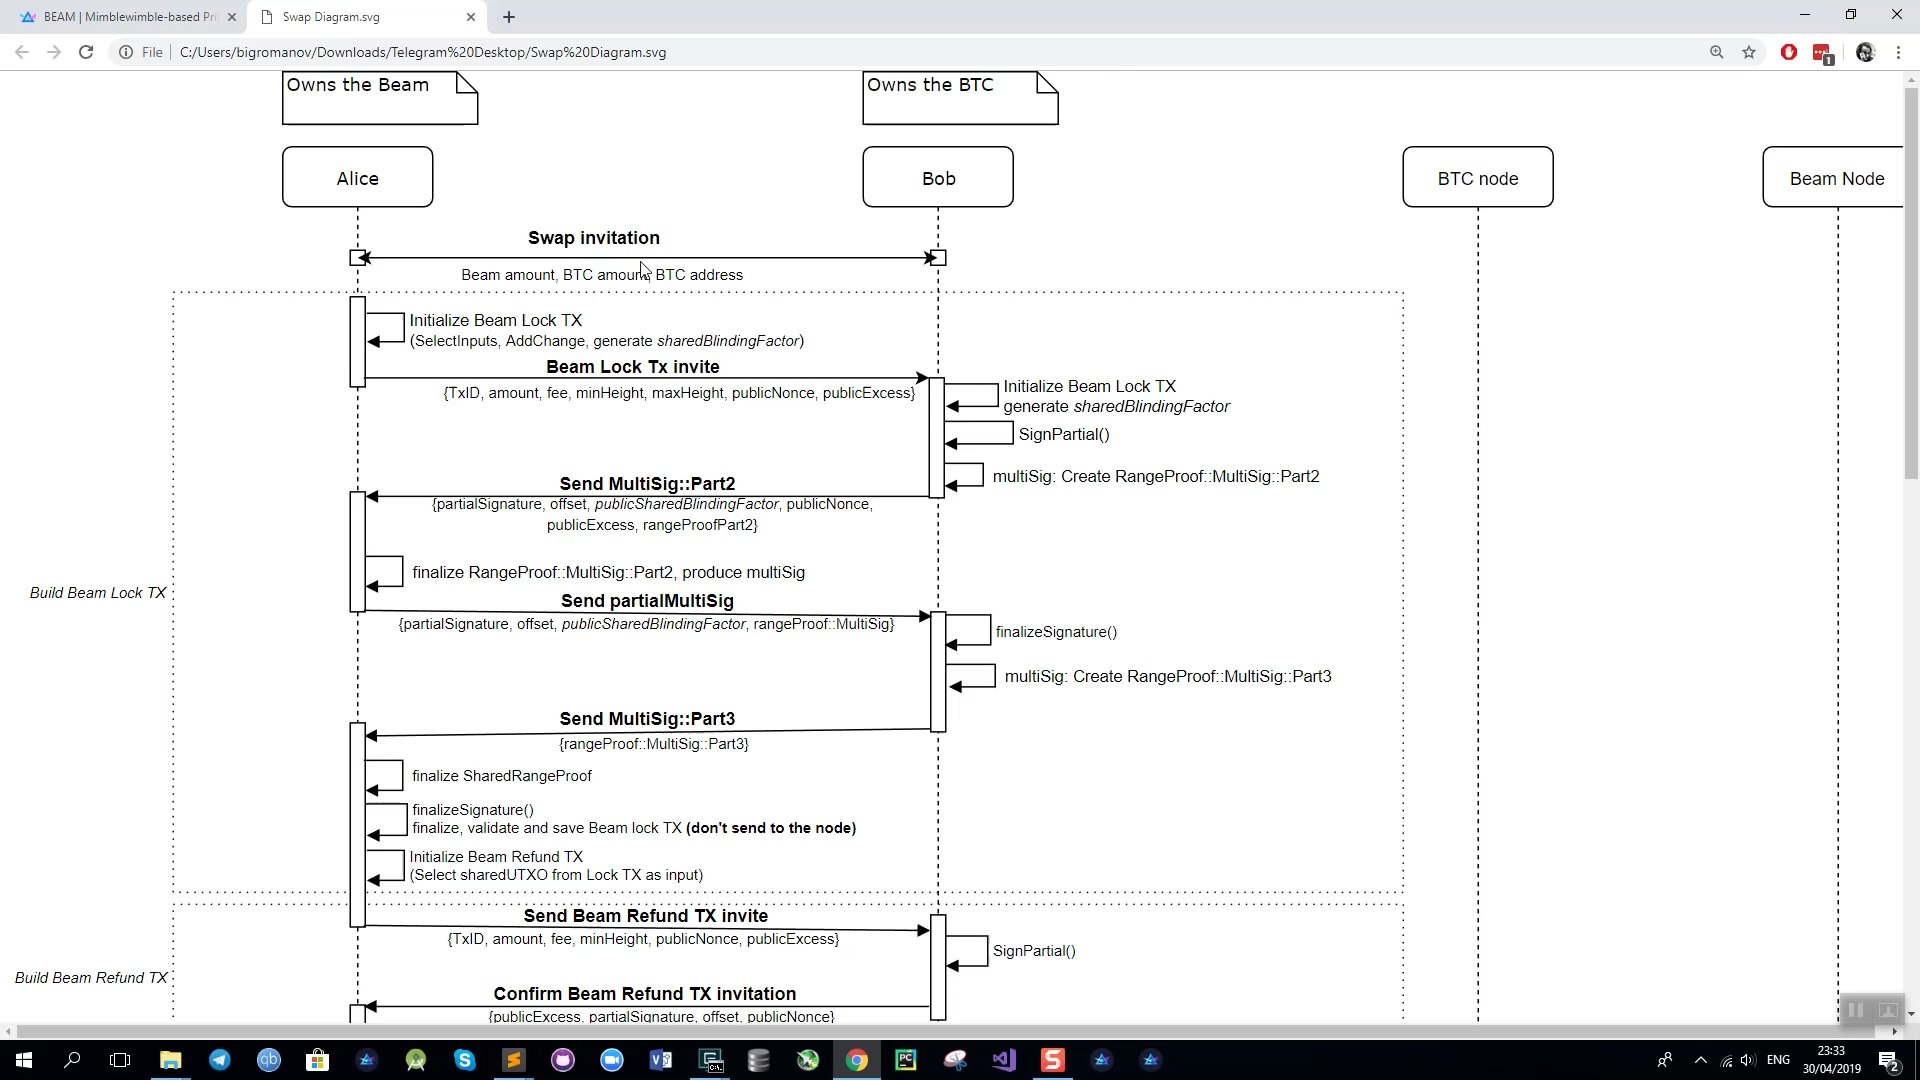 BEAM | Mimblewimble-based Pri
Swap Diagram.svg
File
C:/Users/bigromanov/Downloads/Telegram%20Desktop/Swap%20Diagram.svg
1
Owns the Beam
Owns the BTC
Alice
Bob
BTC node
Beam Node
Swap invitation
Beam amount, BTC amount, BTC address
Initialize Beam Lock TX
(SelectInputs, AddChange, generate sharedBlindingFactor)
Beam Lock Tx invite
{TxID, amount, fee, minHeight, maxHeight, publicNonce, publicExcess}
Initialize Beam Lock TX
generate sharedBlindingFactor
SignPartial()
multiSig: Create RangeProof::MultiSig::Part2
Send MultiSig::Part2
{partialSignature, offset, publicSharedBlindingFactor, publicNonce,
publicExcess, rangeProofPart2}
finalize RangeProof::MultiSig::Part2, produce multiSig
Build Beam Lock TX
Send partialMultiSig
{partialSignature, offset, publicSharedBlindingFactor, rangeProof::MultiSig}
finalizeSignature()
multiSig: Create RangeProof::MultiSig::Part3
Send MultiSig::Part3
{rangeProof::MultiSig::Part3}
finalize SharedRangeProof
finalizeSignature()
finalize, validate and save Beam lock TX (don't send to the node)
Initialize Beam Refund TX
(Select sharedUTXO from Lock TX as input)
Send Beam Refund TX invite
{TxID, amount, fee, minHeight, publicNonce, publicExcess}
SignPartial()
Build Beam Refund TX
Confirm Beam Refund TX invitation
{publicExcess, partialSignature, offset, publicNonce}
ENG
23:33
30/04/2019
2